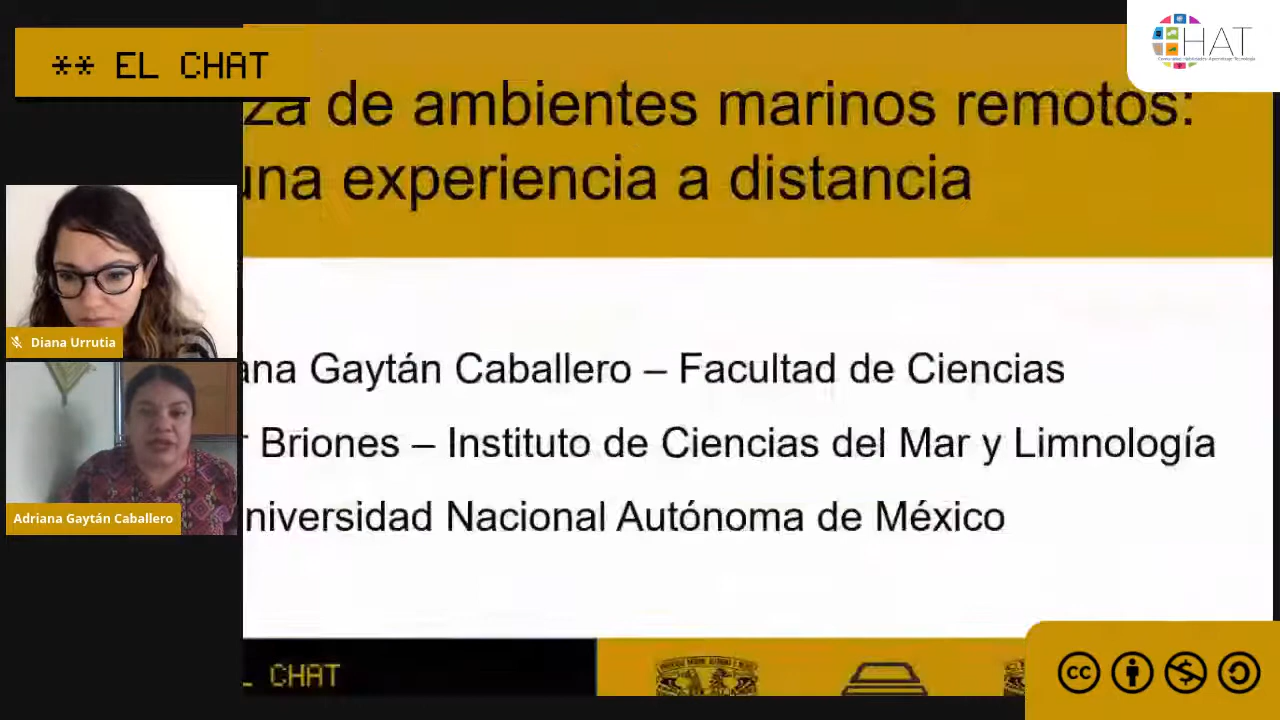 ** EL CHAT
HAT
de ambientes marinos remotos:
una experiencia a distancia
Diana Urrutia
ana Gaytán Caballero – Facultad de Ciencias
r Briones – Instituto de Ciencias del Mar y Limnología
Adriana Gaytán Caballero
niversidad Nacional Autónoma de México
CHAT
cc